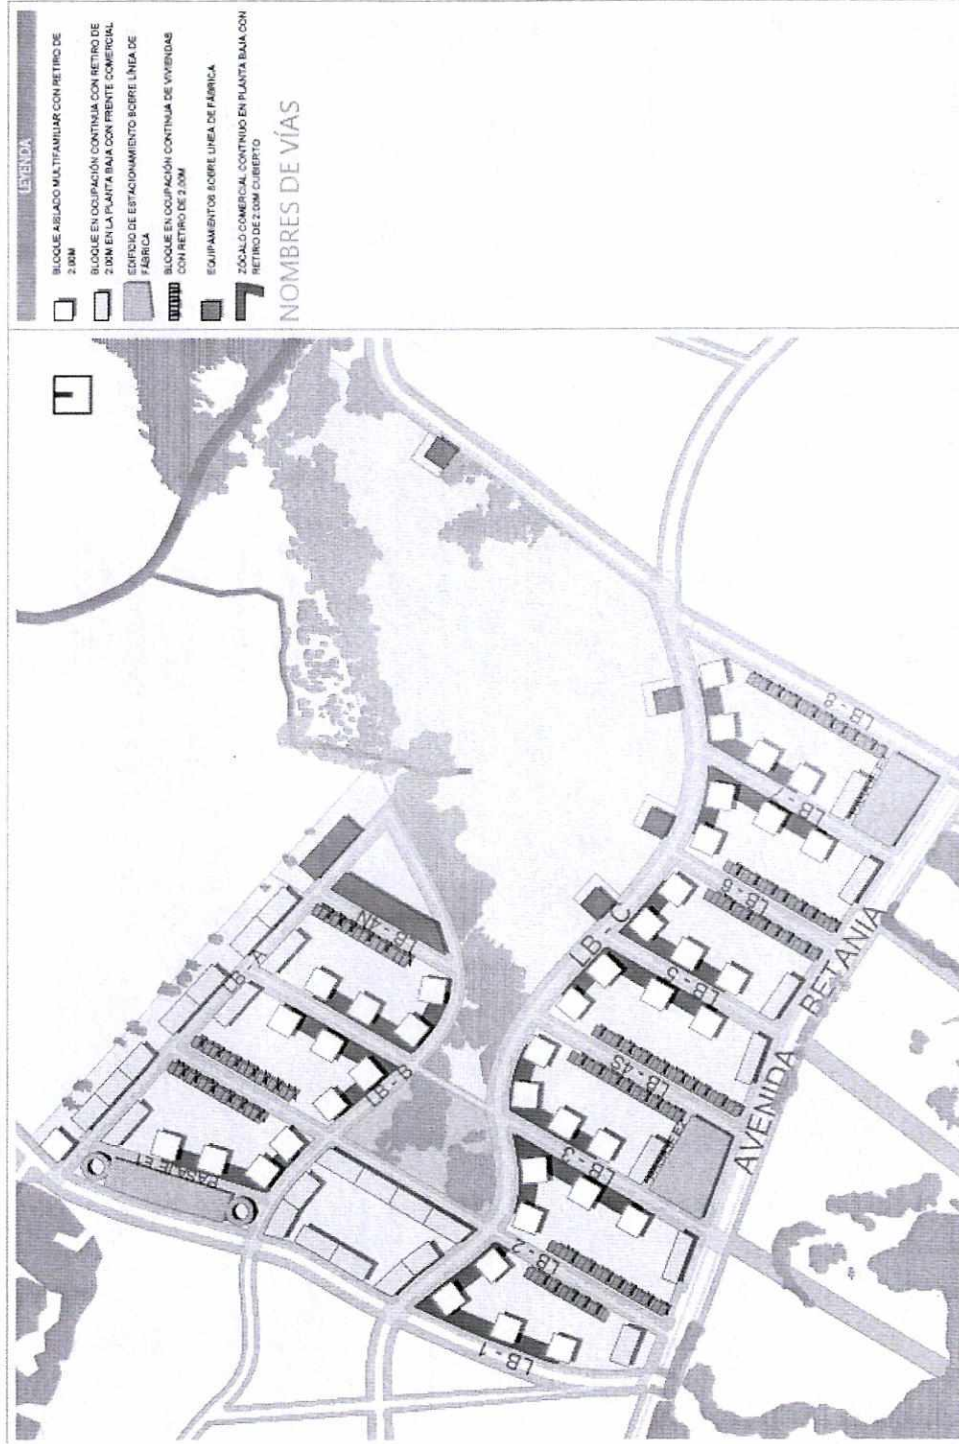 LEYENDA
BLOQUE AISLADO MULTIFAMILIAR CON RETIRO DE
2.00M
BLOQUE EN OCUPACIÓN CONTINUA CON RETIRO DE
2.00M EN LA PLANTA BAJA CON FRENTE COMERCIAL
EDIFICIO DE ESTACIONAMIENTO SOBRE LÍNEA DE
FÁBRICA
BLOQUE EN OCUPACIÓN CONTINUA DE VIVIENDAS
CON RETIRO DE 2.00M
EQUIPAMIENTOS SOBRE LINEA DE FÁBRICA
ZÓCALO COMERCIAL CONTINUO EN PLANTA BAJA CON
RETIRO DE 2.00M CUBIERTO
NOMBRES DE VÍAS
PASAJE E1
LB - A
LB - 4N
LB - B
LB - C
LB - 1
LB - 2
LB - 3
LB - 4S
LB - 5
LB - 6
LB - 7
LB - 8
AVENIDA BETANIA